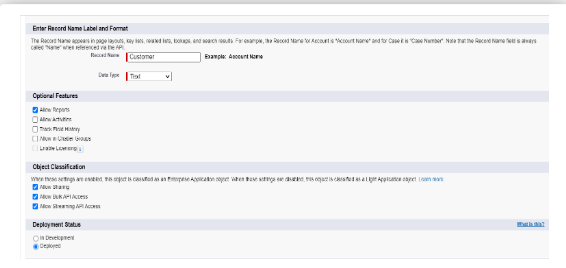 Enter Record Name Label and Format
The Record Name appears in page layouts, key lists, related lists, lookups, and search results. For example, the Record Name for Account is "Account Name" and for Case it is "Case Number". Note that the Record Name field is always
called "Name" when referenced via the API.
Record Name Customer Example: Account Name
Data Type Text
Optional Features
Allow Reports
Allow Activities
Track Field History
Allow in Chatter Groups
Enable Licensing i
Object Classification
When these settings are enabled, this object is classified as an Enterprise Application object. When these settings are disabled, this object is classified as a Light Application object. Learn more.
Allow Sharing
Allow Bulk API Access
Allow Streaming API Access
Deployment Status What is this?
In Development
Deployed